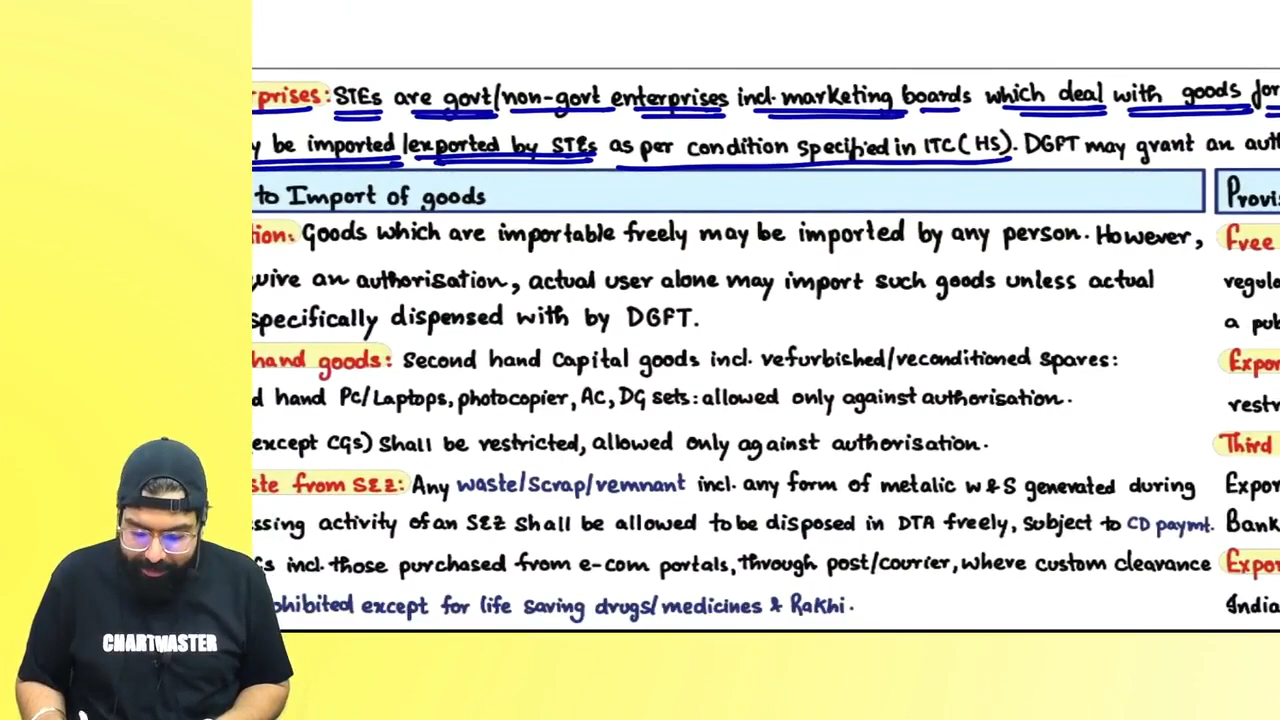 rprises: STEs are govt/non-govt enterprises incl. marketing boards which deal with goods for
y be imported/exported by STEs as per condition specified in ITC(HS). DGFT may grant an auth
to Import of goods
Provis
tion: Goods which are importable freely may be imported by any person. However,
Free
uire an authorisation, actual user alone may import such goods unless actual
regula
specifically dispensed with by DGFT.
a pub
hand goods: Second hand Capital goods incl. refurbished/reconditioned spares:
Expor
d hand PC/Laptops, photocopier, AC, DG sets: allowed only against authorisation.
restr
(except CGs) shall be restricted, allowed only against authorisation.
Third
ste from SEZ: Any waste/scrap/remnant incl. any form of metalic W & S generated during
Expor
ssing activity of an SEZ shall be allowed to be disposed in DTA freely, subject to CD paymt.
Bank
s incl. those purchased from e-com portals, through post/courier, where custom clearance
Expor
ohibited except for life saving drugs/medicines & Rakhi.
India
CHARTMASTER